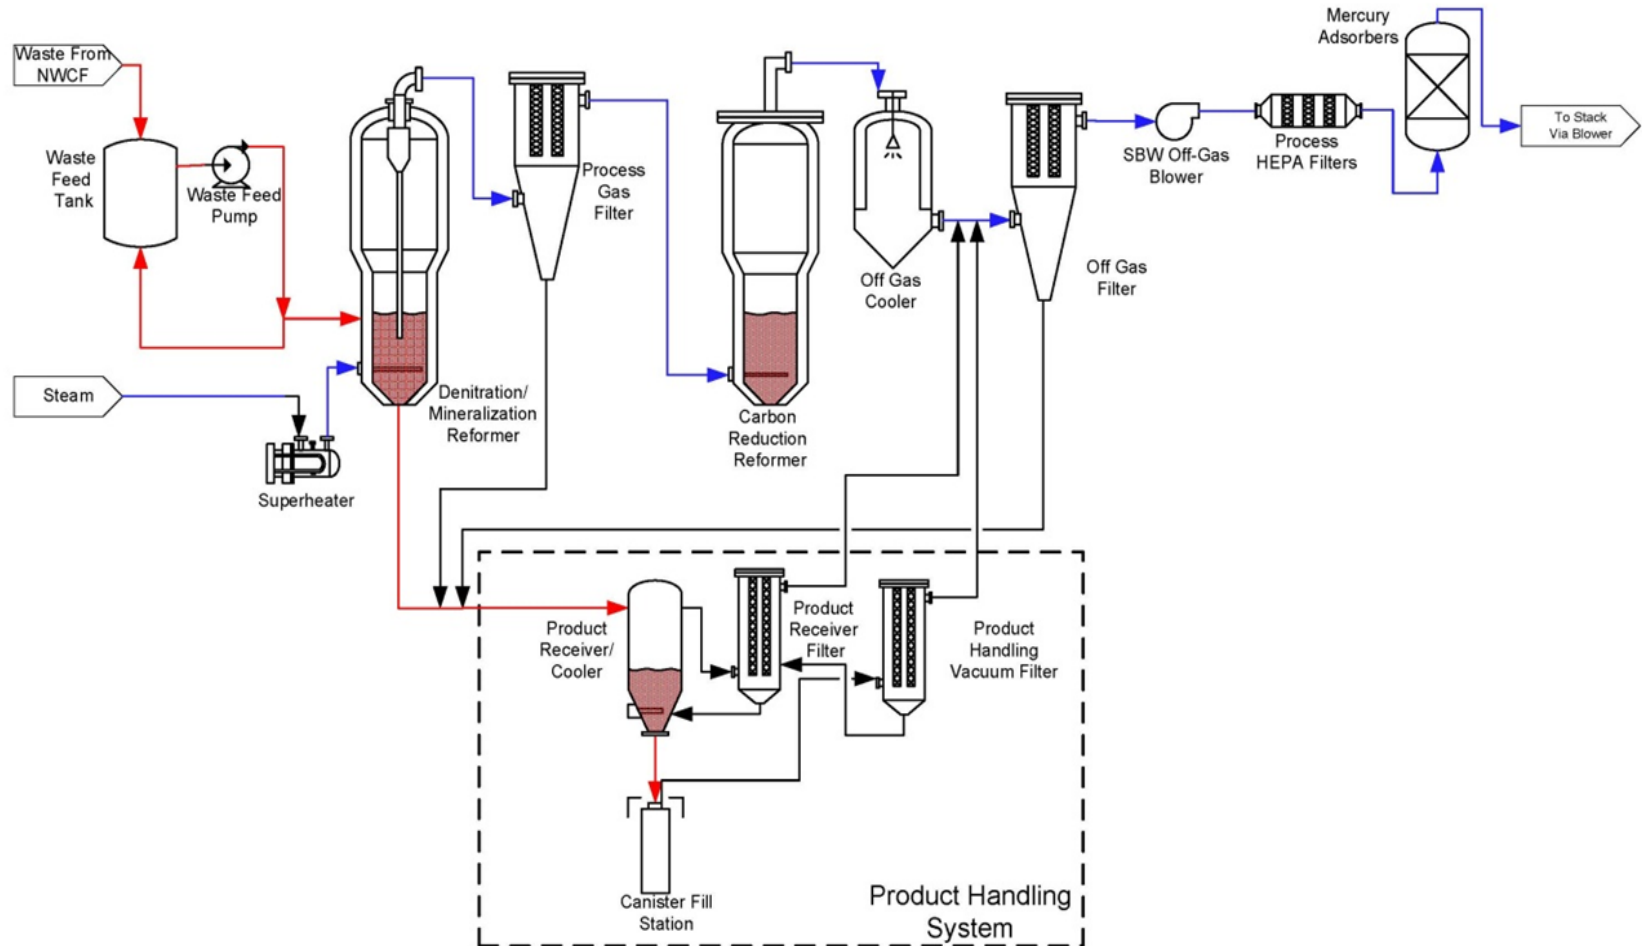 Waste From
NWCF
Waste
Feed
Tank
Waste Feed
Pump
Steam
Superheater
Denitration/
Mineralization
Reformer
Process
Gas
Filter
Carbon
Reduction
Reformer
Off Gas
Cooler
Off Gas
Filter
SBW Off-Gas
Blower
Process
HEPA Filters
Mercury
Adsorbers
To Stack
Via Blower
Product
Receiver/
Cooler
Product
Receiver
Filter
Product
Handling
Vacuum Filter
Canister Fill
Station
Product Handling
System